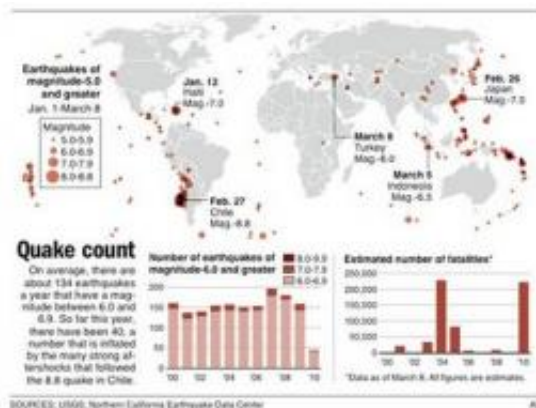 Earthquakes of
magnitude-5.0
and greater
Jan. 1-March 8
Magnitude
5.0-5.9
6.0-6.9
7.0-7.9
8.0-8.8
Jan. 12
Haiti
Mag.-7.0
Feb. 26
Japan
Mag.-7.0
March 8
Turkey
Mag.-6.0
March 5
Indonesia
Mag.-6.5
Feb. 27
Chile
Mag.-8.8
Quake count
On average, there are
about 134 earthquakes
a year that have a mag-
nitude between 6.0 and
6.9. So far this year,
there have been 40, a
number that is inflated
by the many strong af-
tershocks that followed
the 8.8 quake in Chile.
Number of earthquakes of
magnitude-6.0 and greater
8.0-9.9
7.0-7.9
6.0-6.9
200
150
100
50
0
'00 '02 '04 '06 '08 '10
Estimated number of fatalities*
250,000
200,000
150,000
100,000
50,000
0
'00 '02 '04 '06 '08 '10
*Data as of March 8. All figures are estimates.
SOURCES: USGS; Northern California Earthquake Data Center